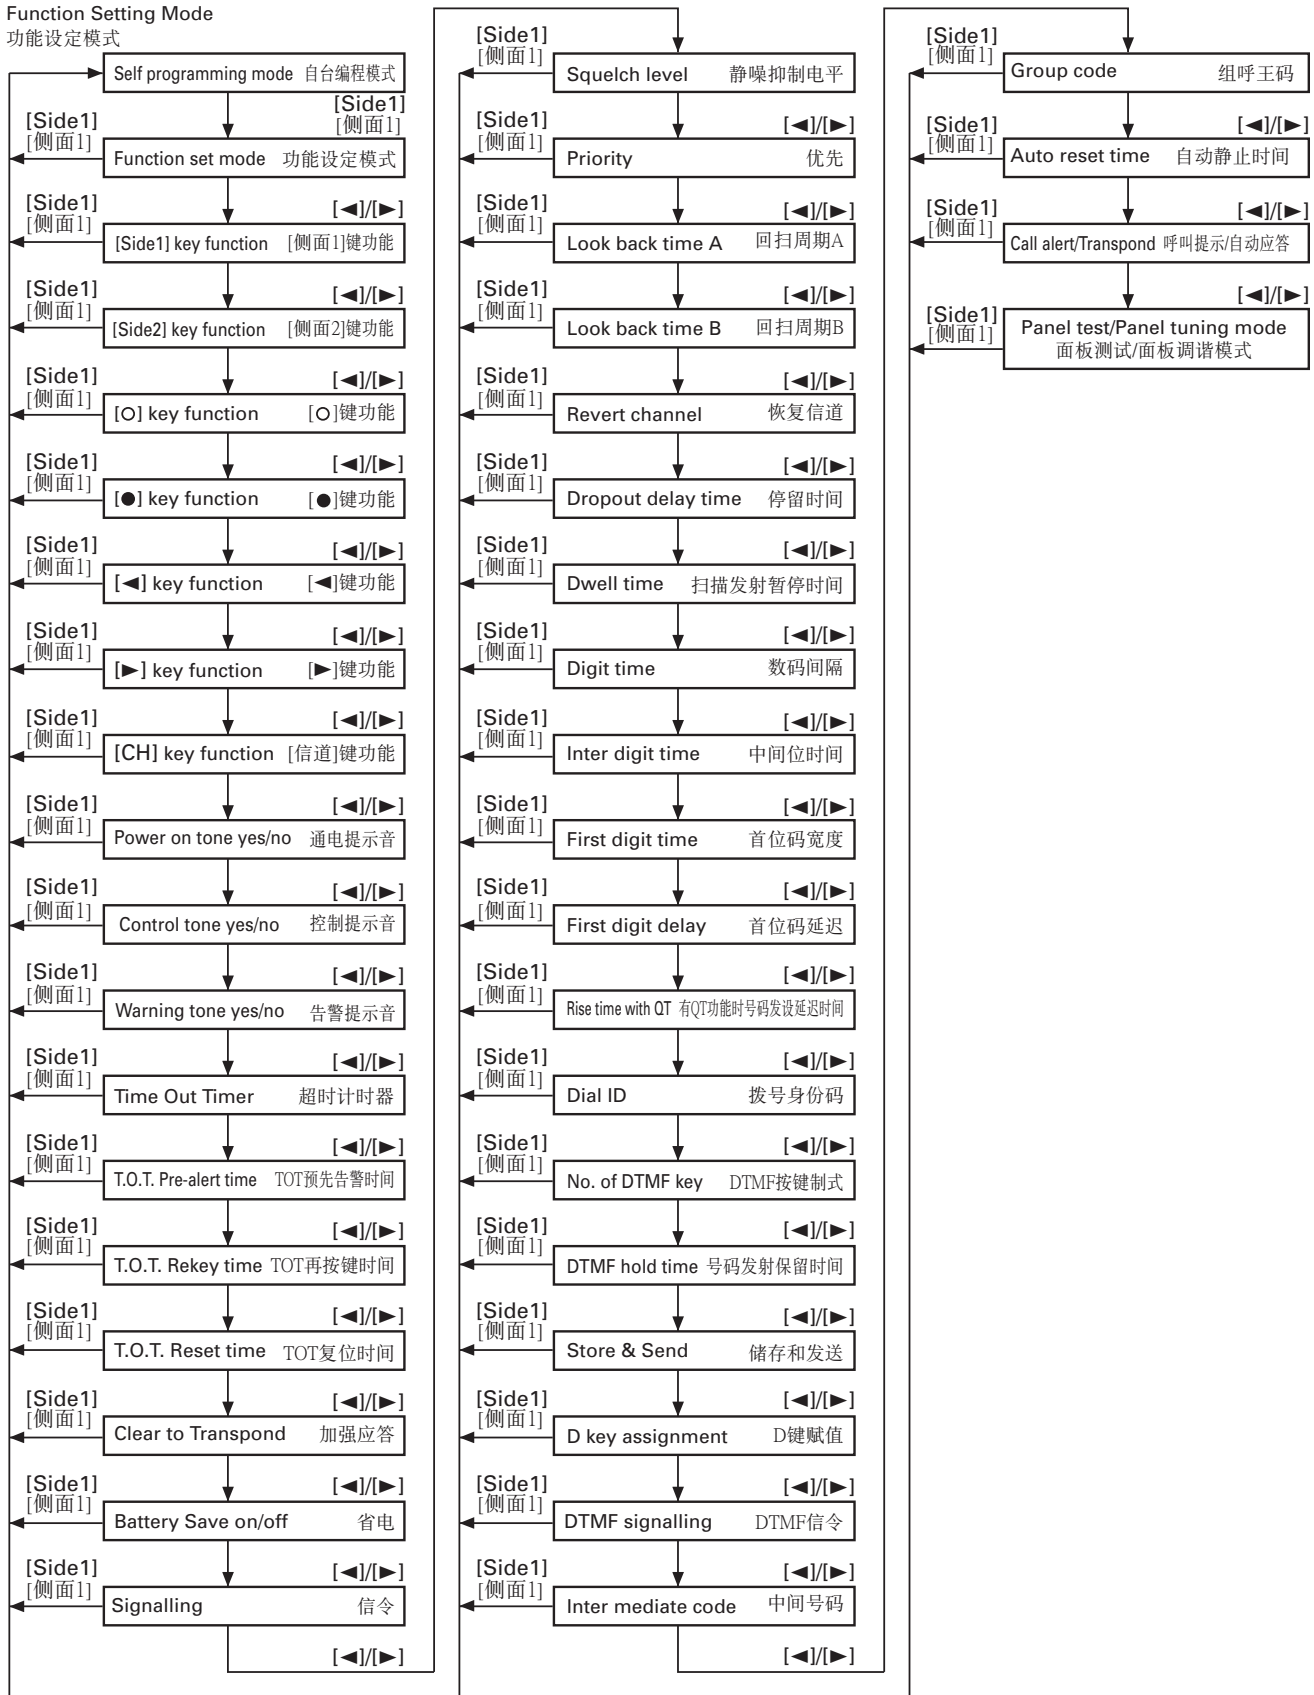 Function Setting Mode
功能设定模式
Self programming mode 自台编程模式
[Side1]
[侧面1]
[Side1]
[侧面1]
Function set mode 功能设定模式
[Side1]
[侧面1]
[◄]/[►]
[Side1] key function [侧面1]键功能
[Side1]
[侧面1]
[◄]/[►]
[Side2] key function [侧面2]键功能
[Side1]
[侧面1]
[◄]/[►]
[○] key function [○]键功能
[Side1]
[侧面1]
[◄]/[►]
[●] key function [●]键功能
[Side1]
[侧面1]
[◄]/[►]
[◄] key function [◄]键功能
[Side1]
[侧面1]
[◄]/[►]
[►] key function [►]键功能
[Side1]
[侧面1]
[◄]/[►]
[CH] key function [信道]键功能
[Side1]
[侧面1]
[◄]/[►]
Power on tone yes/no 通电提示音
[Side1]
[侧面1]
[◄]/[►]
Control tone yes/no 控制提示音
[Side1]
[侧面1]
[◄]/[►]
Warning tone yes/no 告警提示音
[Side1]
[侧面1]
[◄]/[►]
Time Out Timer 超时计时器
[Side1]
[侧面1]
[◄]/[►]
T.O.T. Pre-alert time TOT预先告警时间
[Side1]
[侧面1]
[◄]/[►]
T.O.T. Rekey time TOT再按键时间
[Side1]
[侧面1]
[◄]/[►]
T.O.T. Reset time TOT复位时间
[Side1]
[侧面1]
[◄]/[►]
Clear to Transpond 加强应答
[Side1]
[侧面1]
[◄]/[►]
Battery Save on/off 省电
[Side1]
[侧面1]
[◄]/[►]
Signalling 信令
[◄]/[►]
[Side1]
[侧面1]
Squelch level 静噪抑制电平
[Side1]
[侧面1]
[◄]/[►]
Priority 优先
[Side1]
[侧面1]
[◄]/[►]
Look back time A 回扫周期A
[Side1]
[侧面1]
[◄]/[►]
Look back time B 回扫周期B
[Side1]
[侧面1]
[◄]/[►]
Revert channel 恢复信道
[Side1]
[侧面1]
[◄]/[►]
Dropout delay time 停留时间
[Side1]
[侧面1]
[◄]/[►]
Dwell time 扫描发射暂停时间
[Side1]
[侧面1]
[◄]/[►]
Digit time 数码间隔
[Side1]
[侧面1]
[◄]/[►]
Inter digit time 中间位时间
[Side1]
[侧面1]
[◄]/[►]
First digit time 首位码宽度
[Side1]
[侧面1]
[◄]/[►]
First digit delay 首位码延迟
[Side1]
[侧面1]
[◄]/[►]
Rise time with QT 有QT功能时号码发设延迟时间
[Side1]
[侧面1]
[◄]/[►]
Dial ID 拨号身份码
[Side1]
[侧面1]
[◄]/[►]
No. of DTMF key DTMF按键制式
[Side1]
[侧面1]
[◄]/[►]
DTMF hold time 号码发射保留时间
[Side1]
[侧面1]
[◄]/[►]
Store & Send 储存和发送
[Side1]
[侧面1]
[◄]/[►]
D key assignment D键赋值
[Side1]
[侧面1]
[◄]/[►]
DTMF signalling DTMF信令
[Side1]
[侧面1]
[◄]/[►]
Inter mediate code 中间号码
[◄]/[►]
[Side1]
[侧面1]
Group code 组呼王码
[Side1]
[侧面1]
[◄]/[►]
Auto reset time 自动静止时间
[Side1]
[侧面1]
[◄]/[►]
Call alert/Transpond 呼叫提示/自动应答
[Side1]
[侧面1]
[◄]/[►]
Panel test/Panel tuning mode
面板测试/面板调谐模式